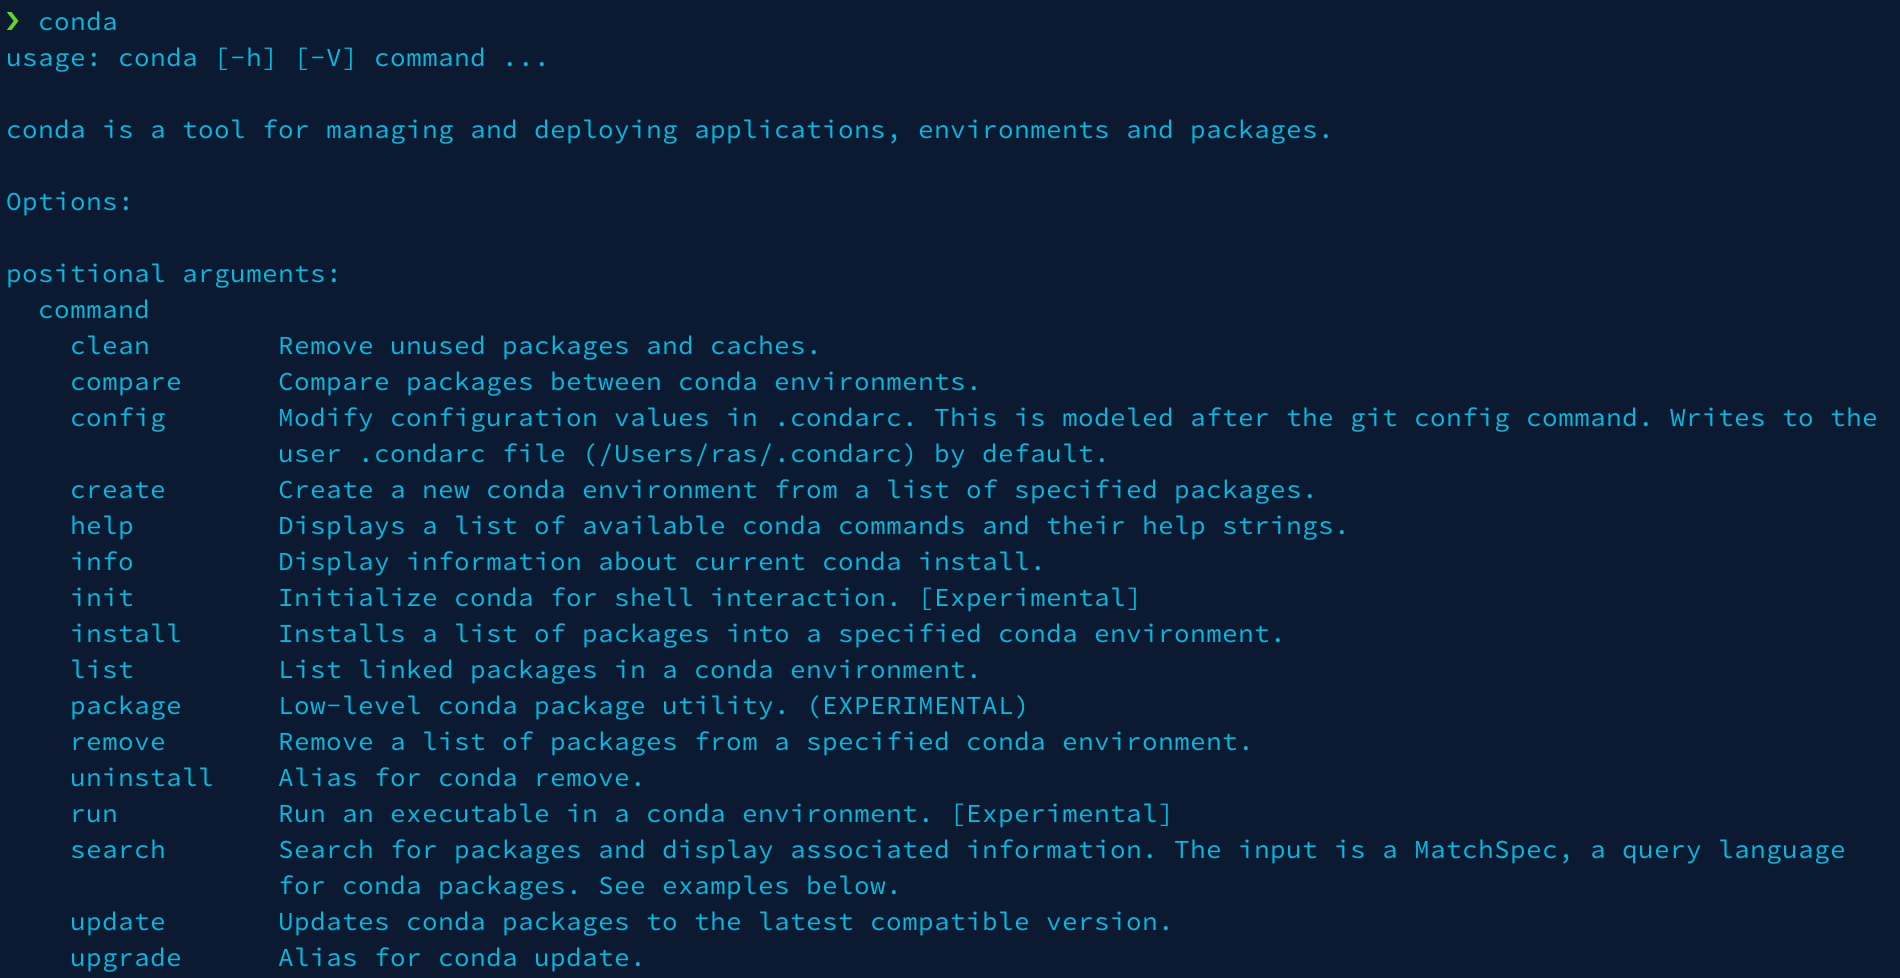 ❯ conda
usage: conda [-h] [-V] command ...

conda is a tool for managing and deploying applications, environments and packages.

Options:

positional arguments:
  command
    clean        Remove unused packages and caches.
    compare      Compare packages between conda environments.
    config       Modify configuration values in .condarc. This is modeled after the git config command. Writes to the
                 user .condarc file (/Users/ras/.condarc) by default.
    create       Create a new conda environment from a list of specified packages.
    help         Displays a list of available conda commands and their help strings.
    info         Display information about current conda install.
    init         Initialize conda for shell interaction. [Experimental]
    install      Installs a list of packages into a specified conda environment.
    list         List linked packages in a conda environment.
    package      Low-level conda package utility. (EXPERIMENTAL)
    remove       Remove a list of packages from a specified conda environment.
    uninstall    Alias for conda remove.
    run          Run an executable in a conda environment. [Experimental]
    search       Search for packages and display associated information. The input is a MatchSpec, a query language
                 for conda packages. See examples below.
    update       Updates conda packages to the latest compatible version.
    upgrade      Alias for conda update.